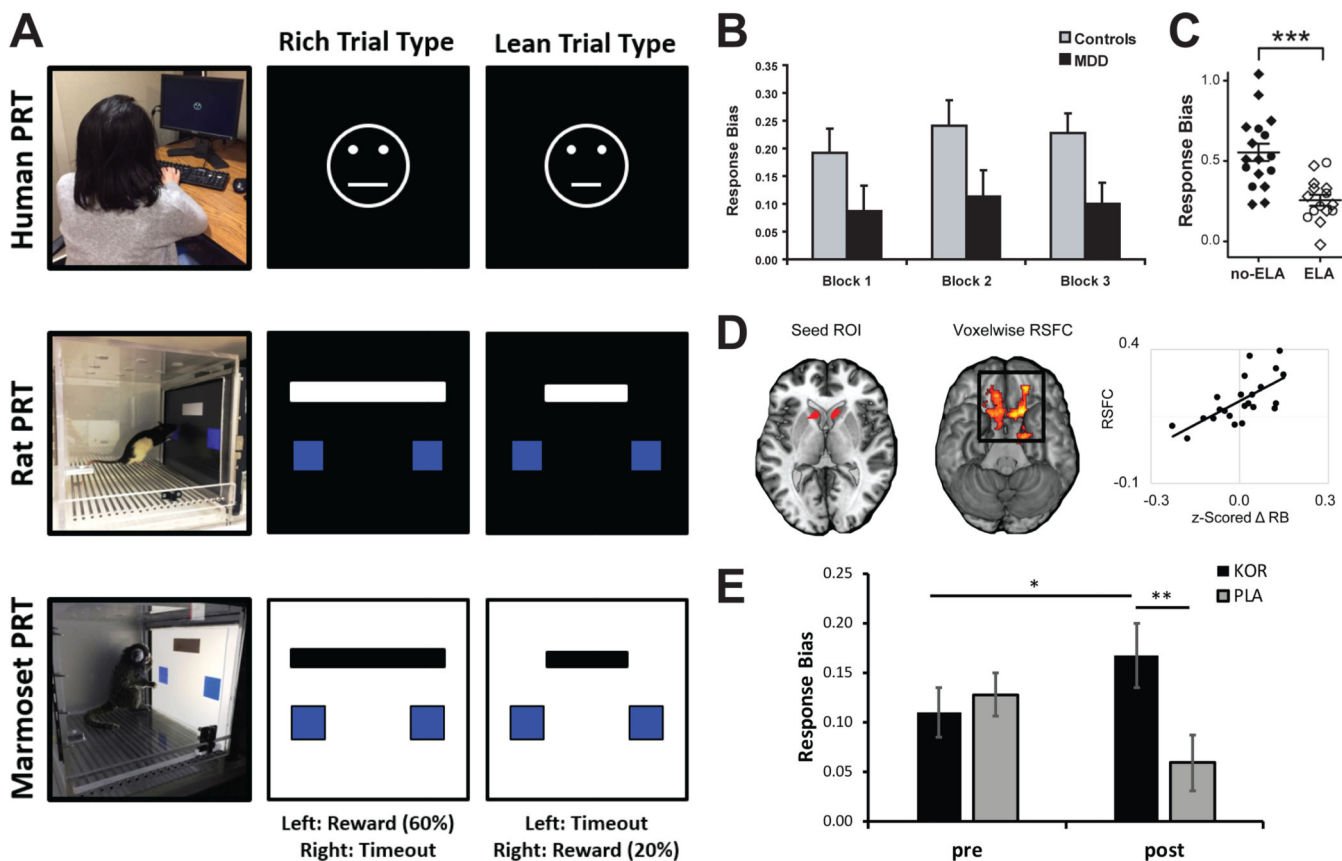 A
Rich Trial Type
Lean Trial Type
Human PRT
Rat PRT
Marmoset PRT
Left: Reward (60%)
Right: Timeout
Left: Timeout
Right: Reward (20%)
B
Controls
MDD
Response Bias
0.35
0.30
0.25
0.20
0.15
0.10
0.05
0.00
Block 1
Block 2
Block 3
C
***
Response Bias
1.0
0.5
0.0
no-ELA
ELA
D
Seed ROI
Voxelwise RSFC
RSFC
0.4
-0.1
-0.3
0.0
0.3
z-Scored Δ RB
E
KOR
PLA
*
**
Response Bias
0.25
0.20
0.15
0.10
0.05
0.00
pre
post